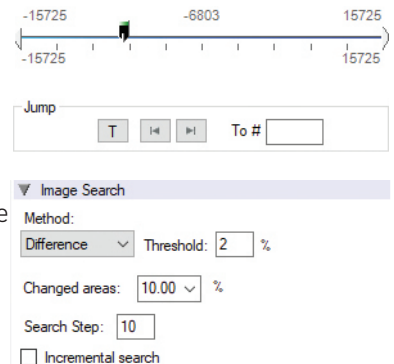 -15725 -6803 15725
-15725 15725
Jump
T To #
Image Search
e
Method:
Difference Threshold: 2 %
Changed areas: 10.00 %
Search Step: 10
Incremental search